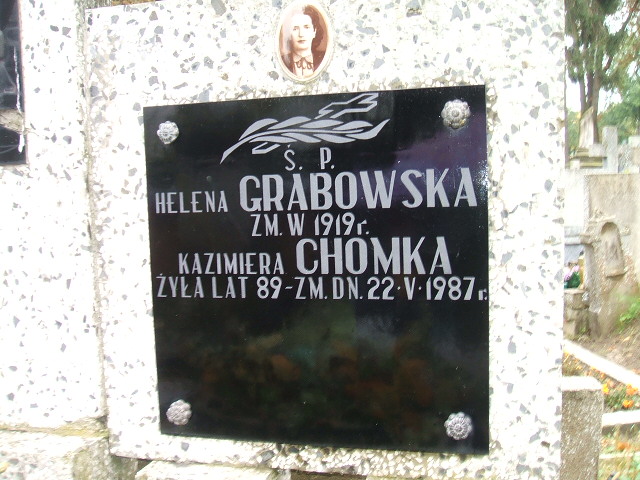 Ś. P.
HELENA GRABOWSKA
ZM. W 1919 r.
KAZIMIERA CHOMKA
ŻYŁA LAT 89 - ZM. DN. 22 · V · 1987 r.